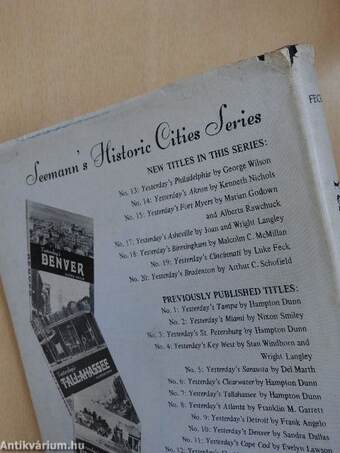 Seemann's Historic Cities Series
NEW TITLES IN THIS SERIES:
No. 13: Yesterday's Philadelphia by George Wilson
No. 14: Yesterday's Akron by Kenneth Nichols
No. 15: Yesterday's Fort Myers by Marian Godown
and Alberta Rawchuck
No. 17: Yesterday's Asheville by Joan and Wright Langley
No. 18: Yesterday's Birmingham by Malcolm C. McMillan
No. 19: Yesterday's Cincinnati by Luke Feck
No. 20: Yesterday's Bradenton by Arthur C. Schofield
PREVIOUSLY PUBLISHED TITLES:
No. 1: Yesterday's Tampa by Hampton Dunn
No. 2: Yesterday's Miami by Nixon Smiley
No. 3: Yesterday's St. Petersburg by Hampton Dunn
No. 4: Yesterday's Key West by Stan Windhorn and
Wright Langley
No. 5: Yesterday's Sarasota by Del Marth
No. 6: Yesterday's Clearwater by Hampton Dunn
No. 7: Yesterday's Tallahassee by Hampton Dunn
No. 8: Yesterday's Atlanta by Franklin M. Garrett
No. 9: Yesterday's Detroit by Frank Angelo
No. 10: Yesterday's Denver by Sandra Dallas
No. 11: Yesterday's Cape Cod by Evelyn Lawson
No. 12:
DENVER
TALLAHASSEE
Antikvárium.hu